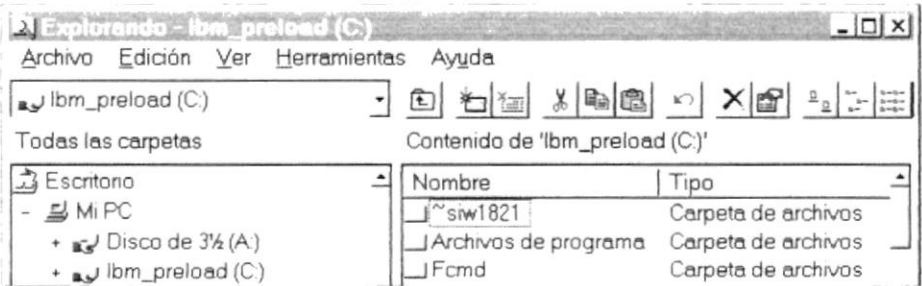 Explorando - Ibm_preload (C:)
Archivo Edición Ver Herramientas Ayuda
Ibm_preload (C:)
Todas las carpetas Contenido de 'Ibm_preload (C:)'
Escritorio
Nombre Tipo
- Mi PC
~siw1821 Carpeta de archivos
+ Disco de 3½ (A:)
Archivos de programa Carpeta de archivos
+ Ibm_preload (C:)
Fcmd Carpeta de archivos